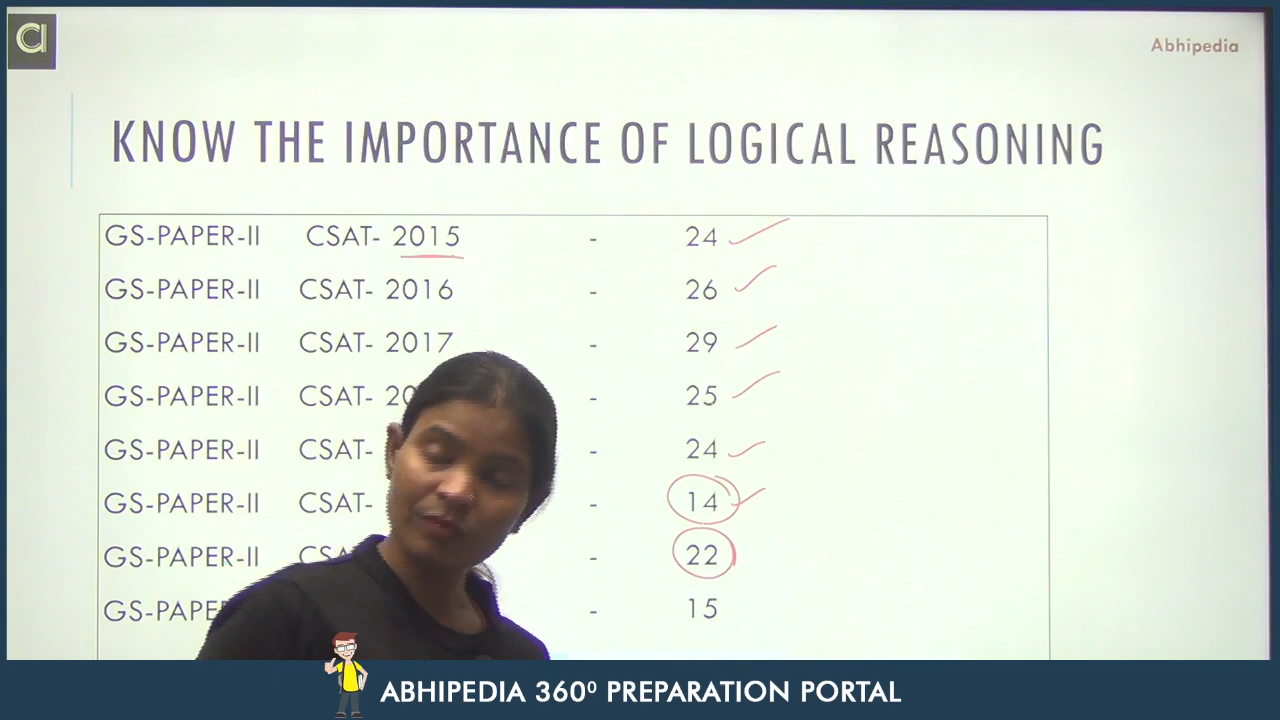 Abhipedia
KNOW THE IMPORTANCE OF LOGICAL REASONING
GS-PAPER-II CSAT- 2015 - 24
GS-PAPER-II CSAT- 2016 - 26
GS-PAPER-II CSAT- 2017 - 29
GS-PAPER-II CSAT- 20 - 25
GS-PAPER-II CSAT- - 24
GS-PAPER-II CSAT- - 14
GS-PAPER-II CSA - 22
GS-PAPE - 15
ABHIPEDIA 360⁰ PREPARATION PORTAL